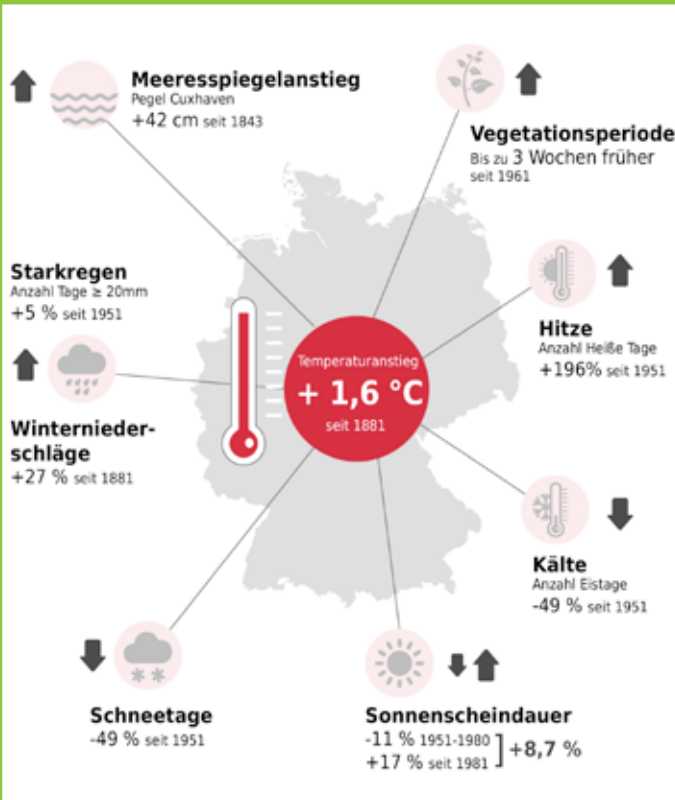 Meeresspiegelanstieg
Pegel Cuxhaven
+42 cm seit 1843
Vegetationsperiode
Bis zu 3 Wochen früher
seit 1961
Starkregen
Anzahl Tage ≥ 20mm
+5 % seit 1951
Hitze
Anzahl Heiße Tage
+196% seit 1951
Temperaturanstieg
+ 1,6 °C
seit 1881
Winternieder-
schläge
+27 % seit 1881
Kälte
Anzahl Eistage
-49 % seit 1951
Schneetage
-49 % seit 1951
Sonnenscheindauer
-11 % 1951-1980
+17 % seit 1981
+8,7 %